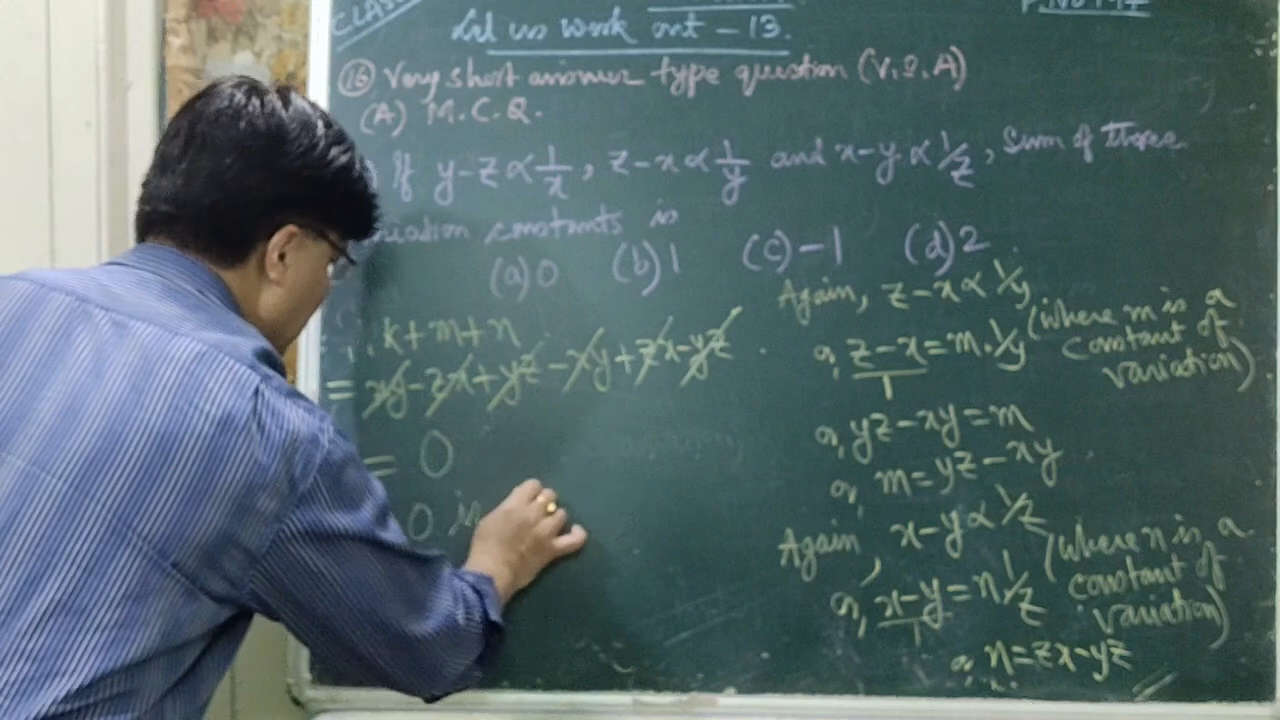 CLASS
Let us work out - 13.
(16) Very short answer type question (V.S.A)
(A) M.C.Q.
If y-z ∝ 1/x, z-x ∝ 1/y and x-y ∝ 1/z, Sum of three
constants is
(a) 0 (b) 1 (c) -1 (d) 2
k+m+n
= xy-zx+yz-xy+zx-yz
= 0
0 is
Again, z-x ∝ 1/y
or, (z-x)/1 = m.1/y (where m is a constant of variation)
or, yz-xy=m
or, m=yz-xy
Again, x-y ∝ 1/z
or, (x-y)/1 = n 1/z (where n is a constant of variation)
or, n=zx-yz